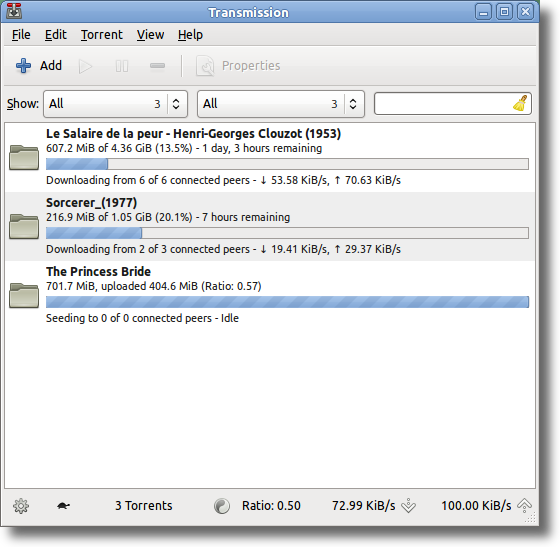 Transmission
File Edit Torrent View Help
Add Properties
Show: All 3 All 3
Le Salaire de la peur - Henri-Georges Clouzot (1953)
607.2 MiB of 4.36 GiB (13.5%) - 1 day, 3 hours remaining
Downloading from 6 of 6 connected peers - ↓ 53.58 KiB/s, ↑ 70.63 KiB/s
Sorcerer_(1977)
216.9 MiB of 1.05 GiB (20.1%) - 7 hours remaining
Downloading from 2 of 3 connected peers - ↓ 19.41 KiB/s, ↑ 29.37 KiB/s
The Princess Bride
701.7 MiB, uploaded 404.6 MiB (Ratio: 0.57)
Seeding to 0 of 0 connected peers - Idle
3 Torrents Ratio: 0.50 72.99 KiB/s 100.00 KiB/s